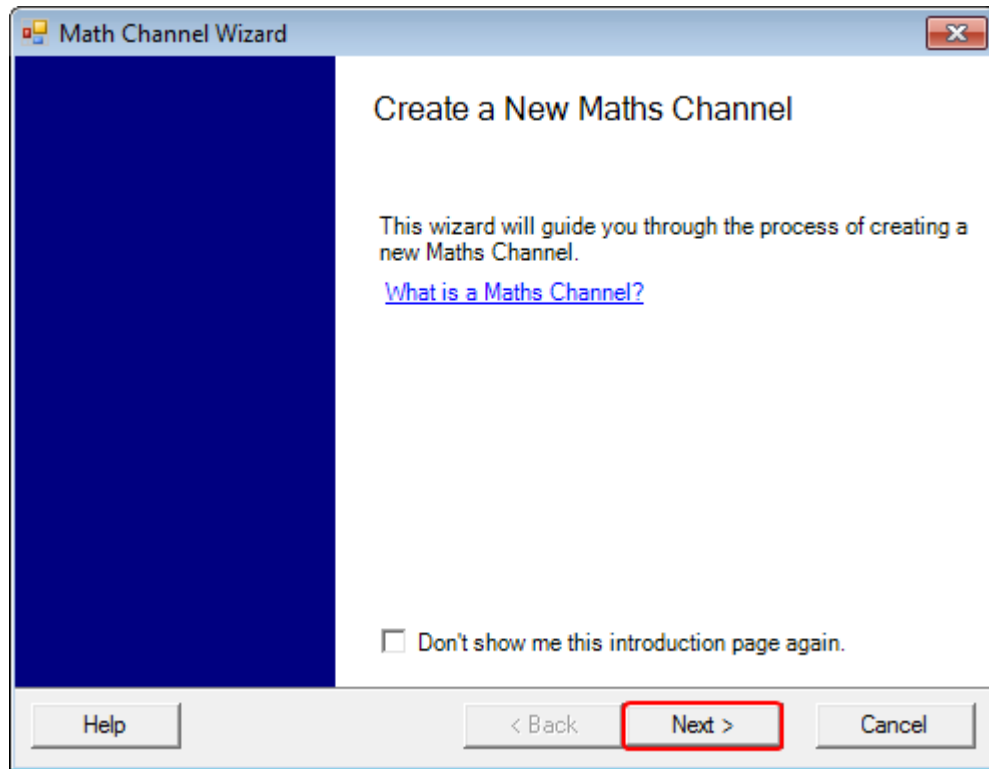 Math Channel Wizard
Create a New Maths Channel
This wizard will guide you through the process of creating a
new Maths Channel.
What is a Maths Channel?
Don't show me this introduction page again.
Help
< Back
Next >
Cancel